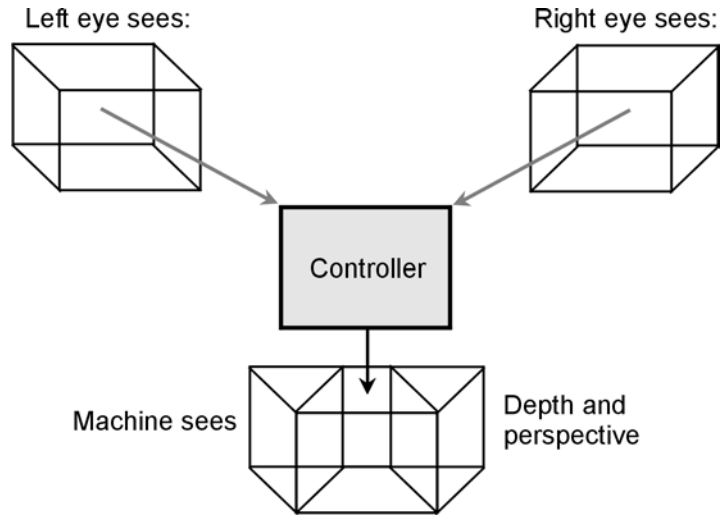 Left eye sees:
Right eye sees:
Controller
Machine sees
Depth and
perspective